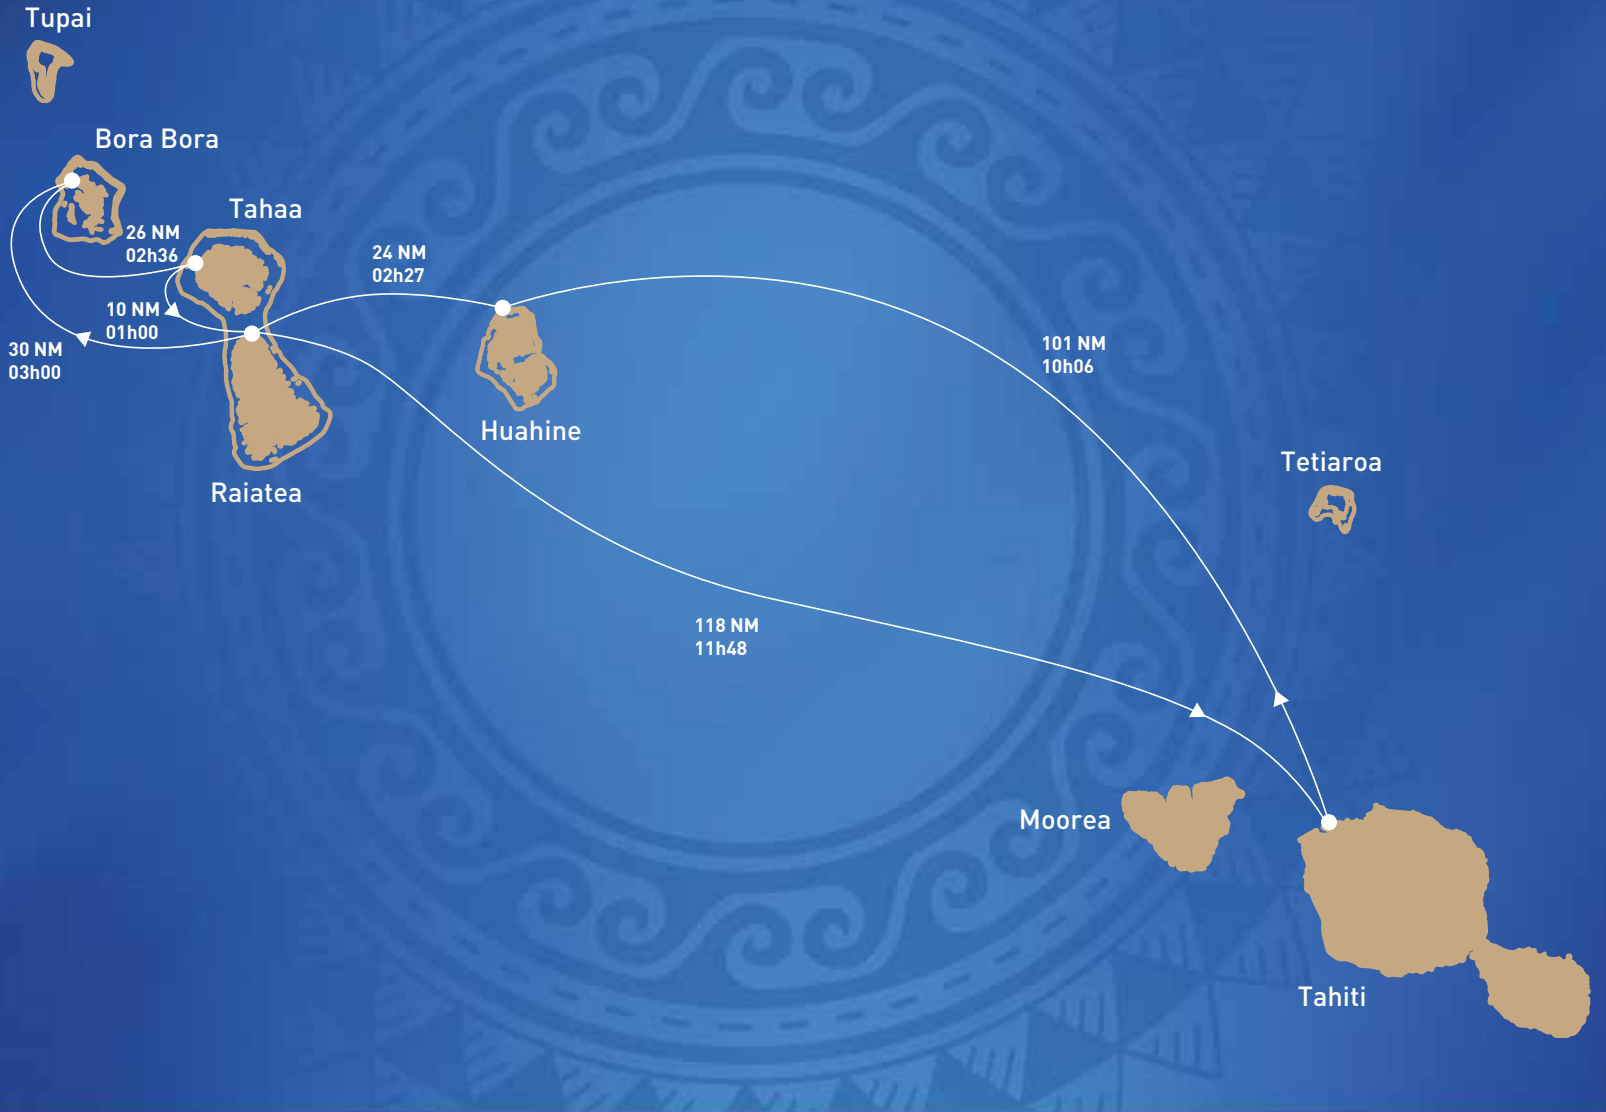 Tupai
Bora Bora
Tahaa
26 NM
02h36
24 NM
02h27
10 NM
01h00
30 NM
03h00
101 NM
10h06
Huahine
Tetiaroa
Raiatea
118 NM
11h48
Moorea
Tahiti